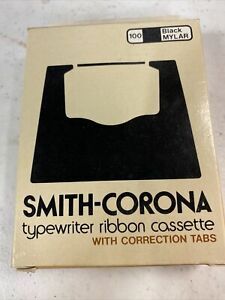 100
Black
MYLAR
SMITH-CORONA
typewriter ribbon cassette
WITH CORRECTION TABS